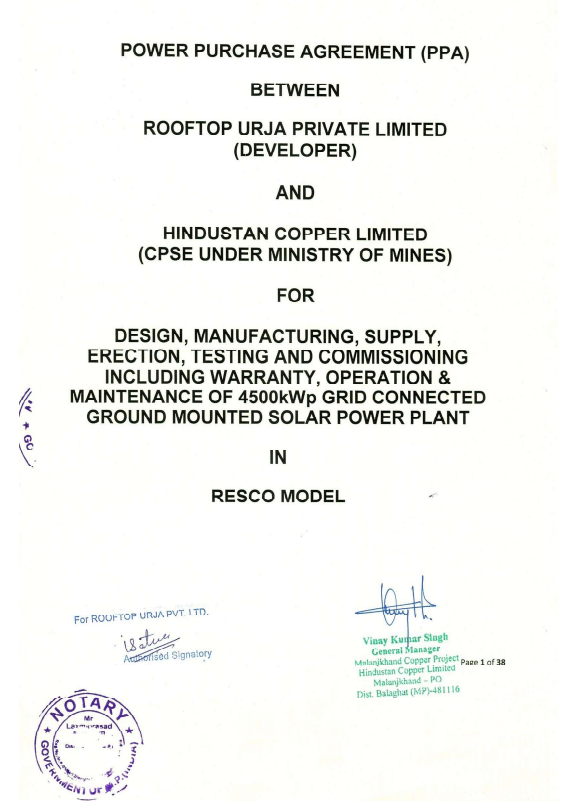 POWER PURCHASE AGREEMENT (PPA)
BETWEEN
ROOFTOP URJA PRIVATE LIMITED
(DEVELOPER)
AND
HINDUSTAN COPPER LIMITED
(CPSE UNDER MINISTRY OF MINES)
FOR
DESIGN, MANUFACTURING, SUPPLY,
ERECTION, TESTING AND COMMISSIONING
INCLUDING WARRANTY, OPERATION &
MAINTENANCE OF 4500kWp GRID CONNECTED
GROUND MOUNTED SOLAR POWER PLANT
IN
RESCO MODEL
For ROOFTOP URJA PVT. LTD.
Authorised Signatory
Vinay Kumar Singh
General Manager
Malanjkhand Copper Project
Hindustan Copper Limited
Malanjkhand - PO
Dist. Balaghat (MP)-481116
Page 1 of 38
NOTARY
Mr
Laxmiprasad
GOVERNMENT OF M.P.(INDIA)
★ GO